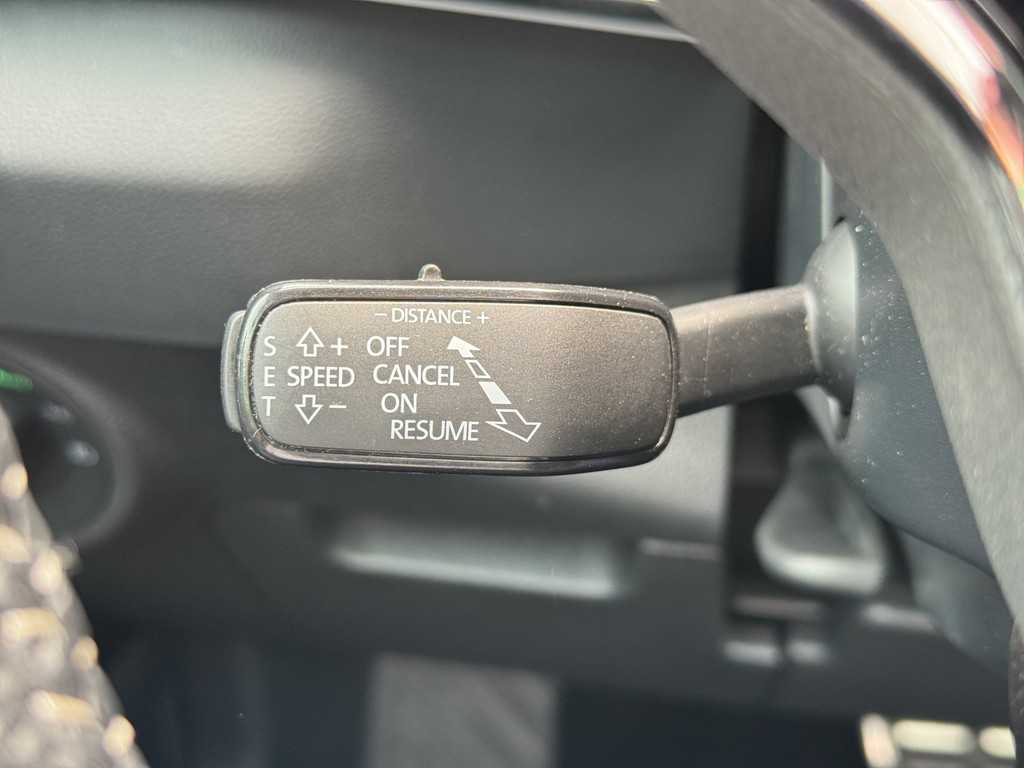 – DISTANCE +
S + OFF
E SPEED CANCEL
T – ON
RESUME